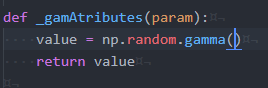 def _gamAtributes(param):¤¬
    value = np.random.gamma()¤¬
    return value¤¬